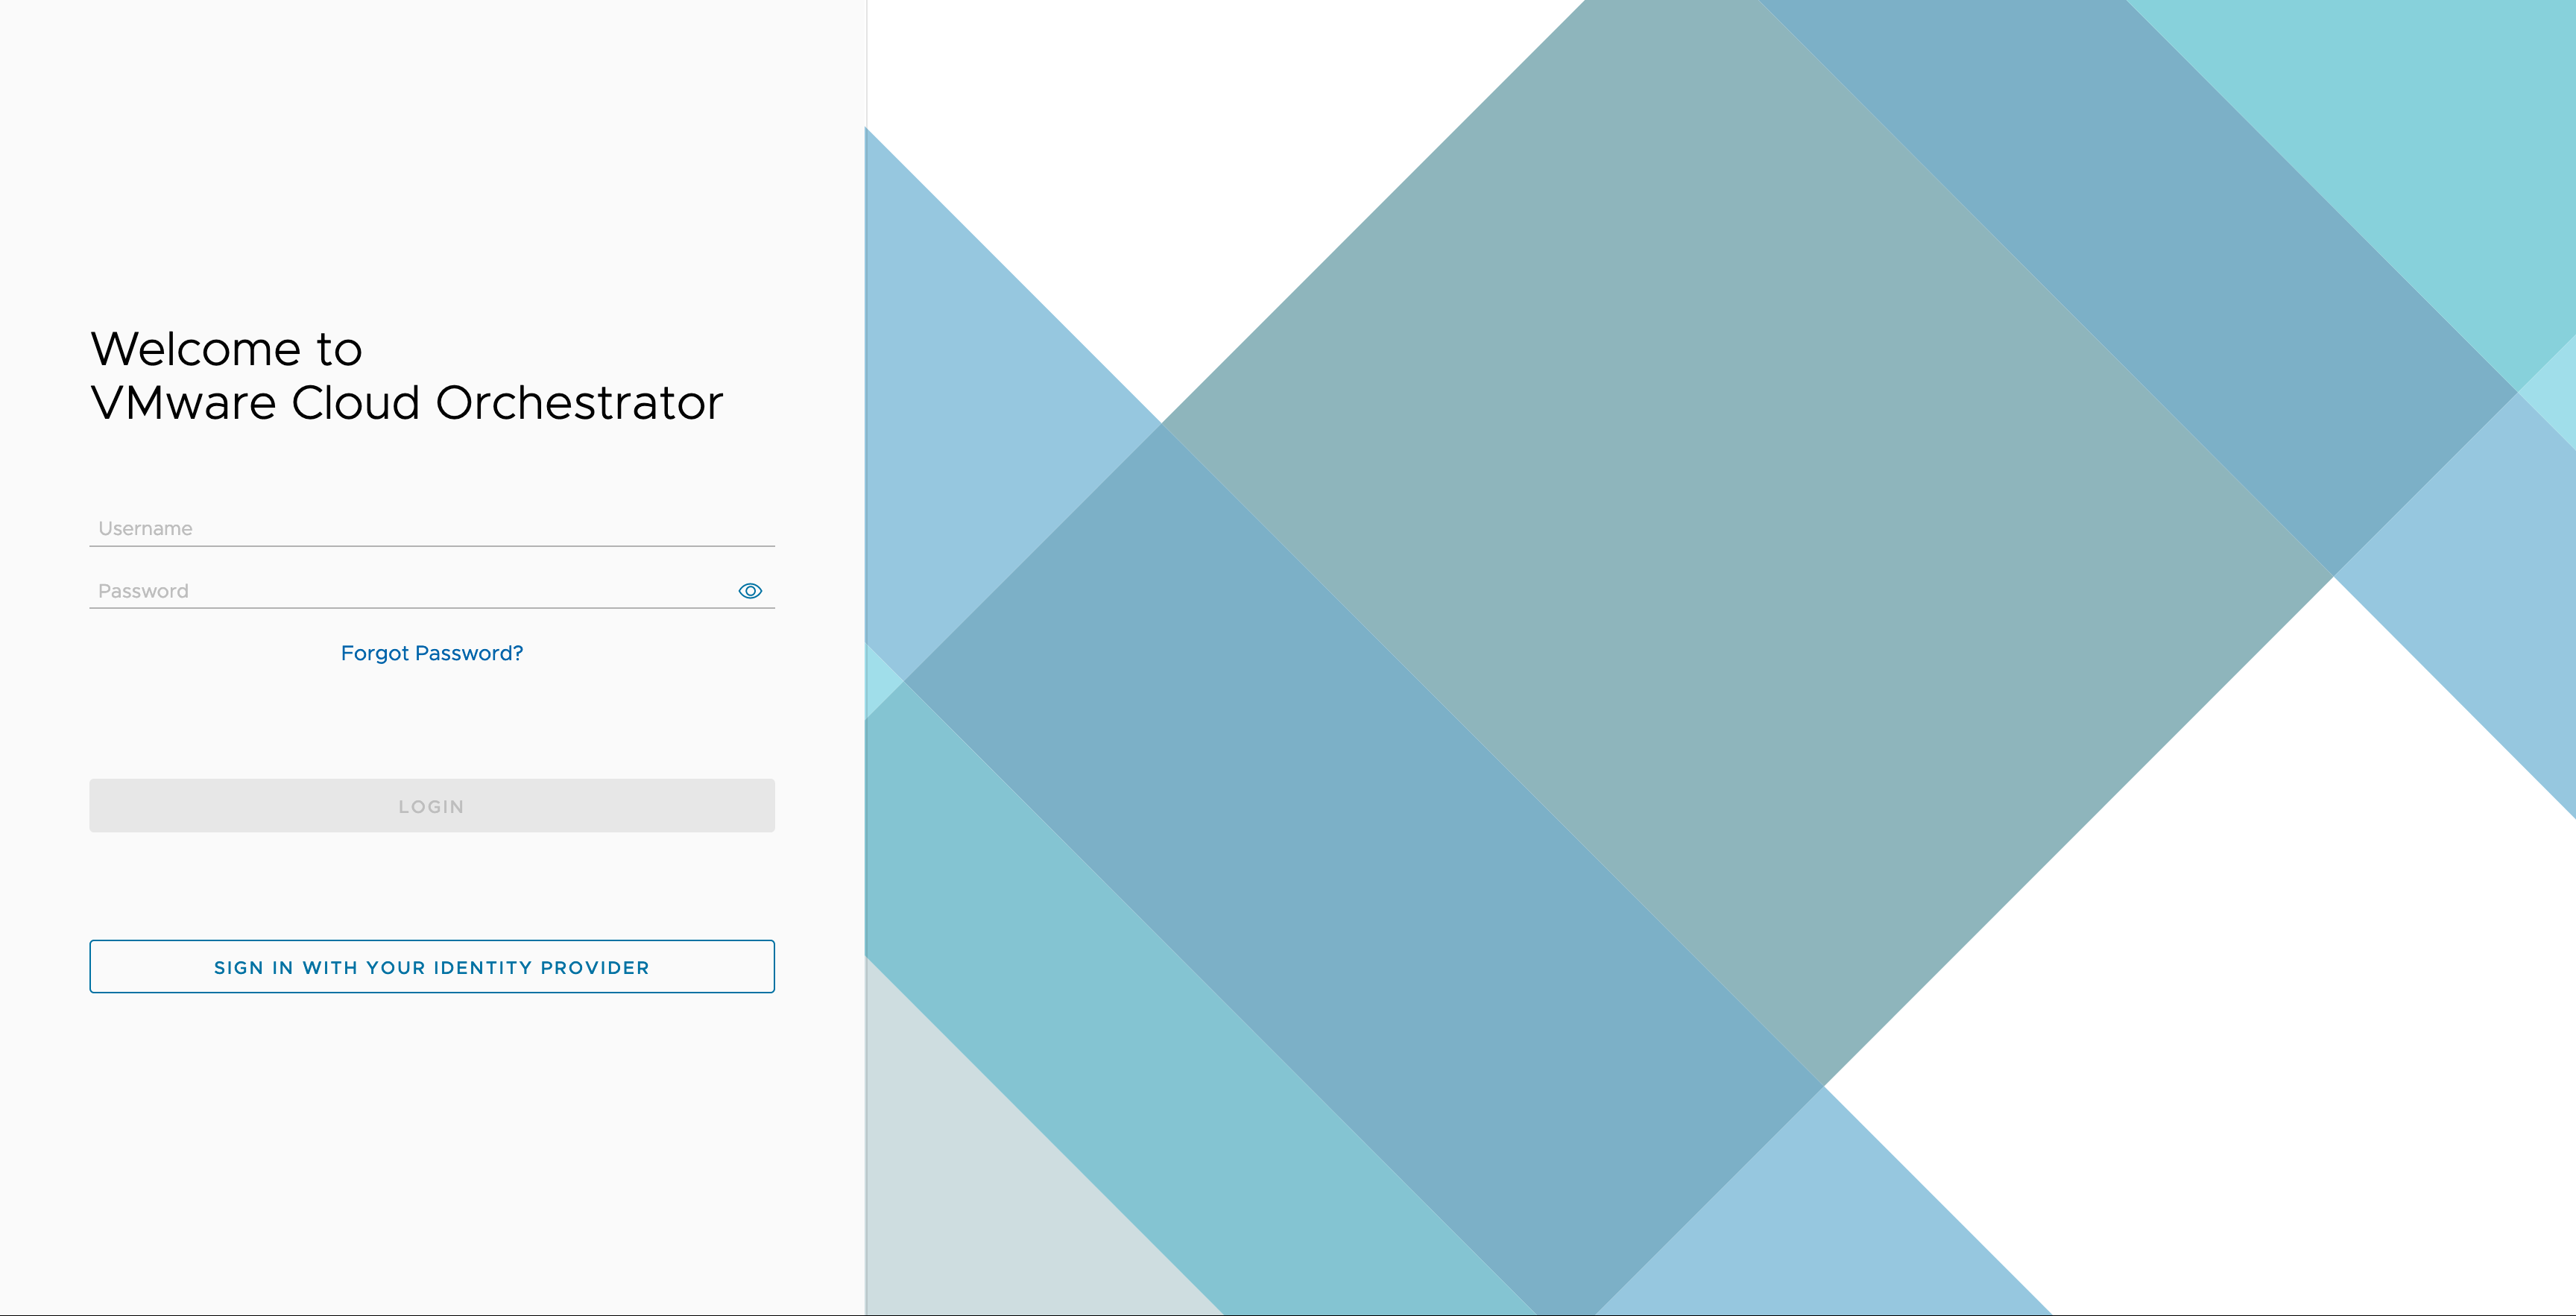 Welcome to
VMware Cloud Orchestrator
Username
Password
Forgot Password?
LOGIN
SIGN IN WITH YOUR IDENTITY PROVIDER